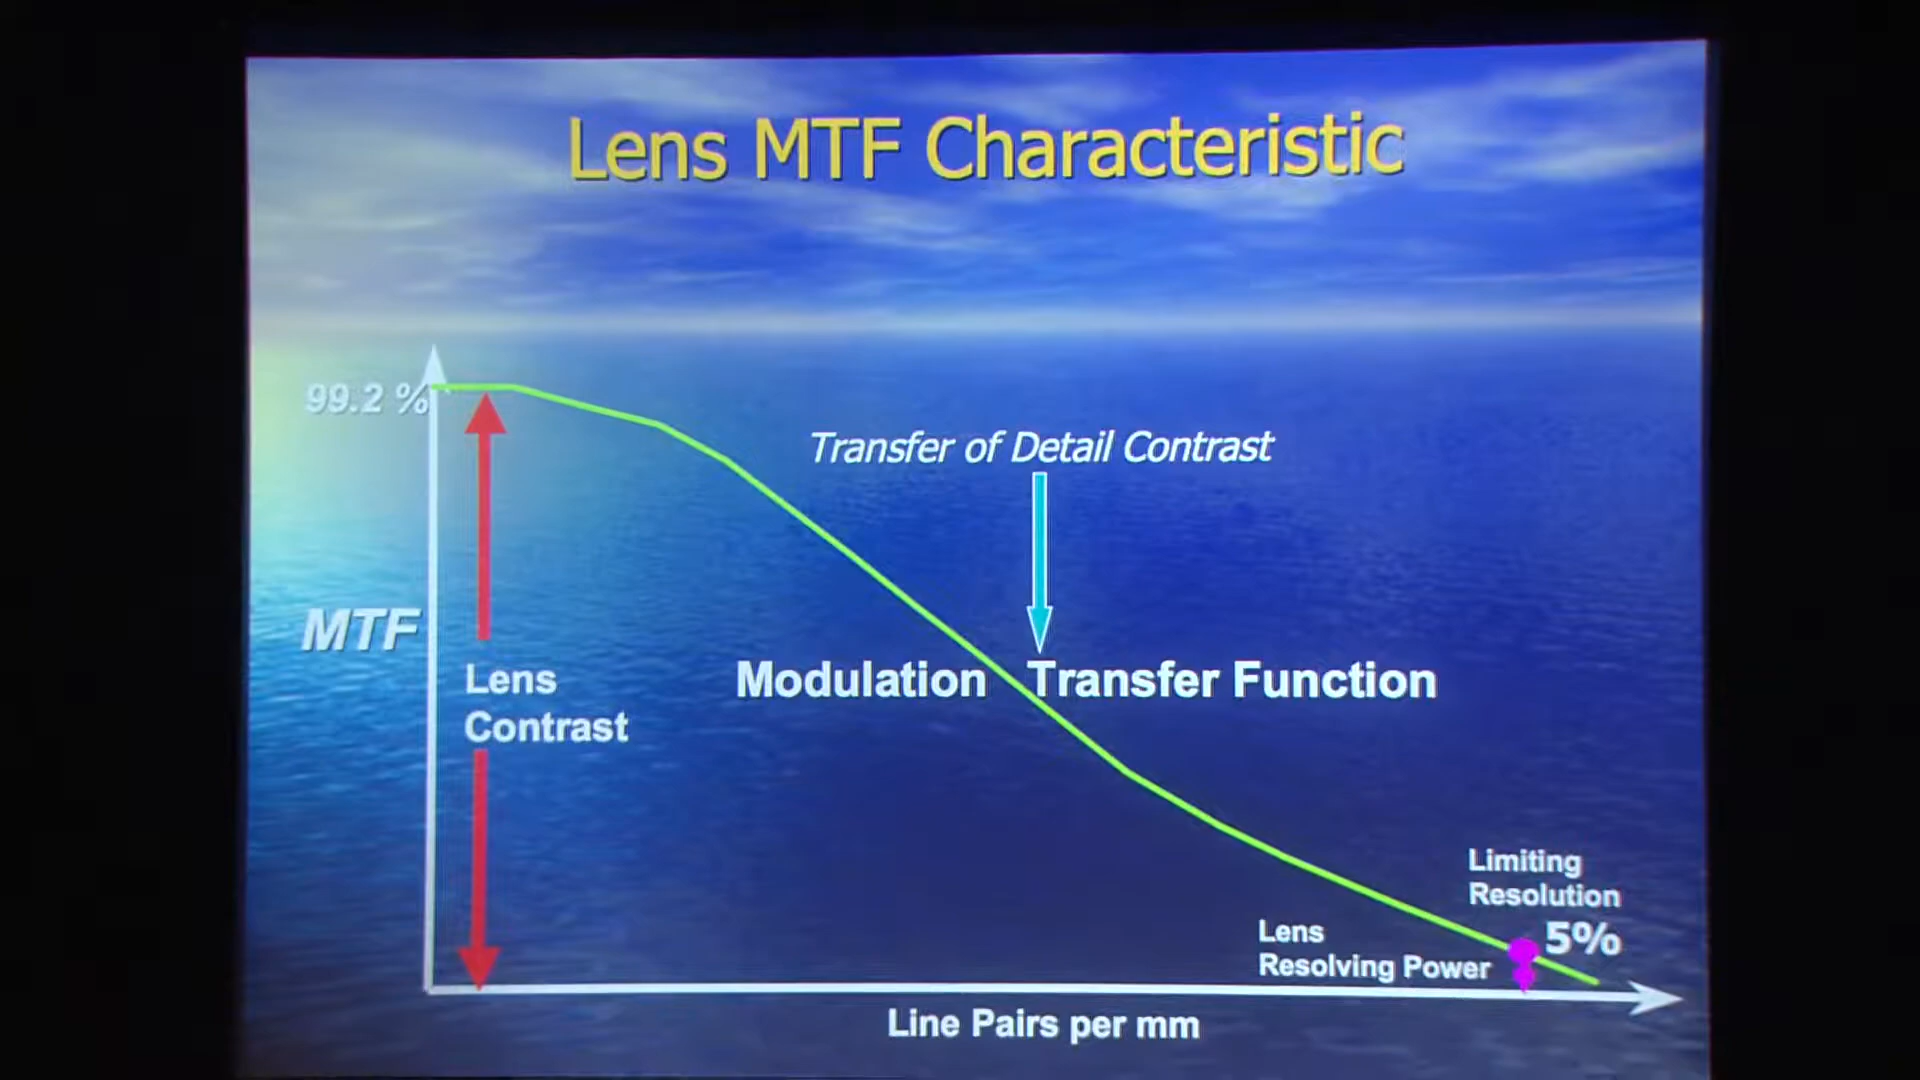 Lens MTF Characteristic
99.2 %
Transfer of Detail Contrast
MTF
Lens
Contrast
Modulation Transfer Function
Limiting
Resolution
5%
Lens
Resolving Power
Line Pairs per mm